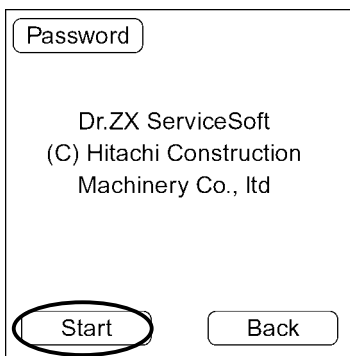 Password
Dr.ZX ServiceSoft
(C) Hitachi Construction
Machinery Co., ltd
Start Back